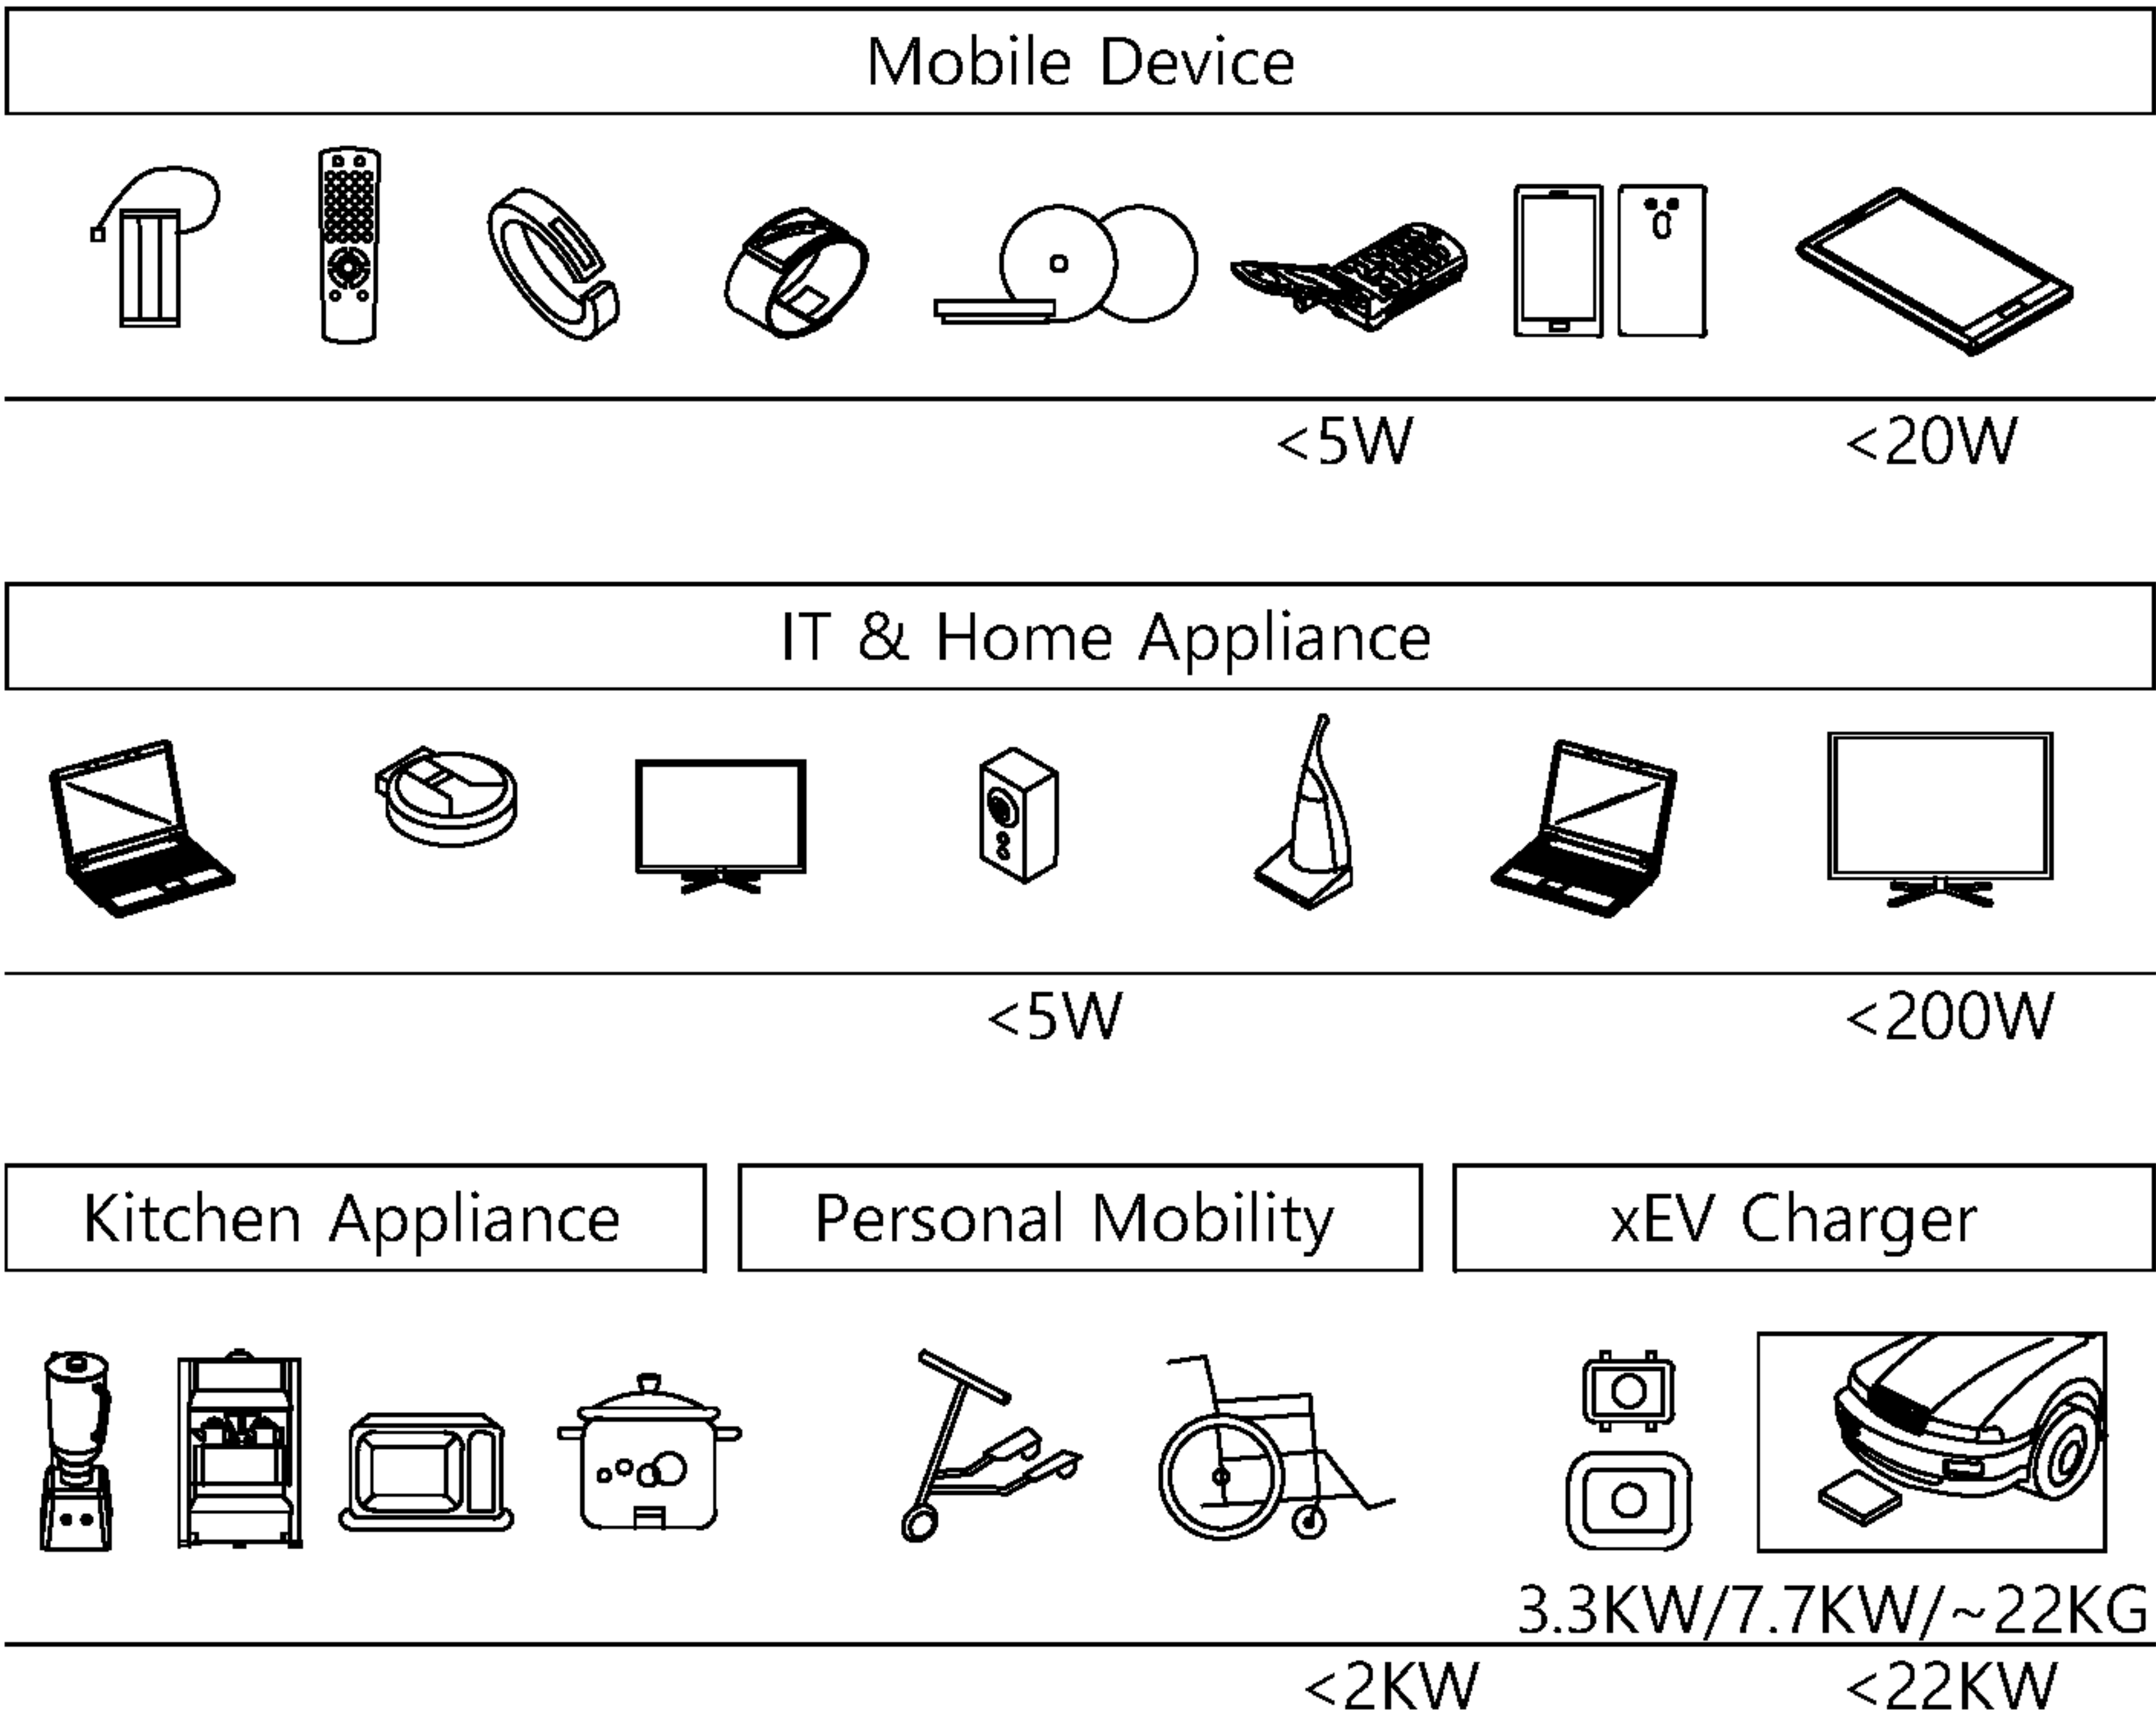 Mobile Device
<5W <20W
IT & Home Appliance
<5W <200W
Kitchen Appliance Personal Mobility xEV Charger
3.3KW/7.7KW/~22KG
<2KW <22KW